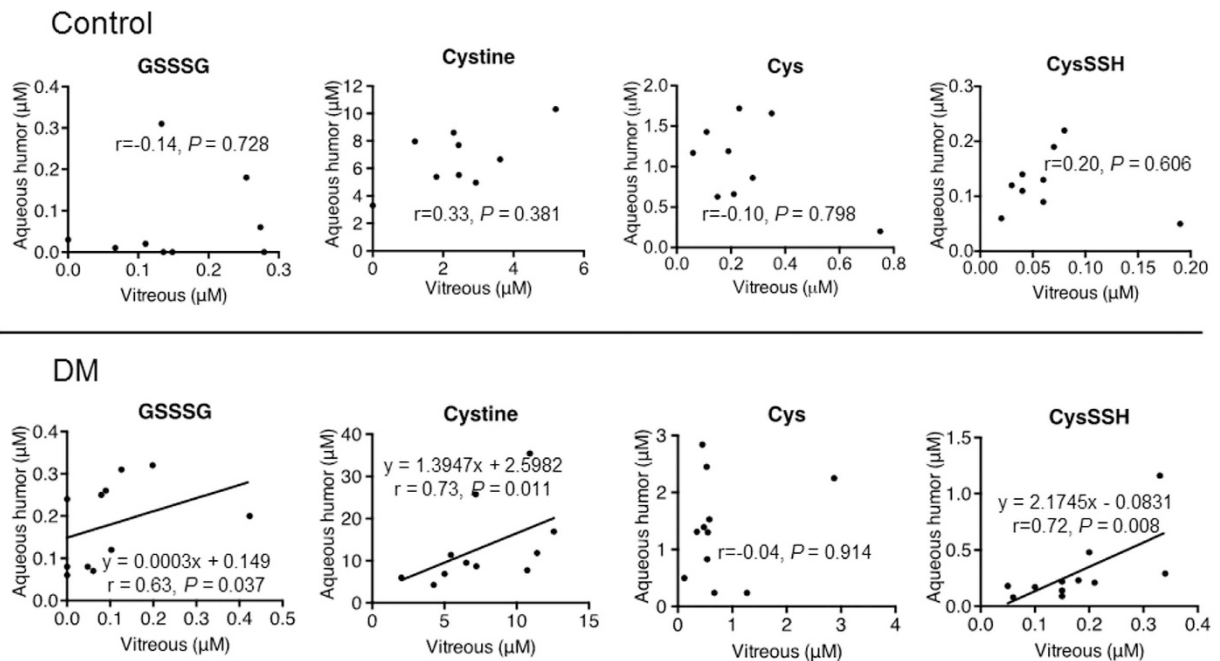 Control
GSSSG
Aqueous humor (μM)
0.4
0.3
0.2
0.1
0.0
r=-0.14, P = 0.728
0.0 0.1 0.2 0.3
Vitreous (μM)
Cystine
Aqueous humor (μM)
12
10
8
6
4
2
0
r=0.33, P = 0.381
0 2 4 6
Vitreous (μM)
Cys
Aqueous humor (μM)
2.0
1.5
1.0
0.5
0.0
r=-0.10, P = 0.798
0.0 0.2 0.4 0.6 0.8
Vitreous (μM)
CysSSH
Aqueous humor (μM)
0.3
0.2
0.1
0.0
r=0.20, P = 0.606
0.00 0.05 0.10 0.15 0.20
Vitreous (μM)
DM
GSSSG
Aqueous humor (μM)
0.4
0.3
0.2
0.1
0.0
y = 0.0003x + 0.149
r = 0.63, P = 0.037
0.0 0.1 0.2 0.3 0.4 0.5
Vitreous (μM)
Cystine
Aqueous humor (μM)
40
30
20
10
0
y = 1.3947x + 2.5982
r = 0.73, P = 0.011
0 5 10 15
Vitreous (μM)
Cys
Aqueous humor (μM)
3
2
1
0
r=-0.04, P = 0.914
0 1 2 3 4
Vitreous (μM)
CysSSH
Aqueous humor (μM)
1.5
1.0
0.5
0.0
y = 2.1745x - 0.0831
r=0.72, P = 0.008
0.0 0.1 0.2 0.3 0.4
Vitreous (μM)